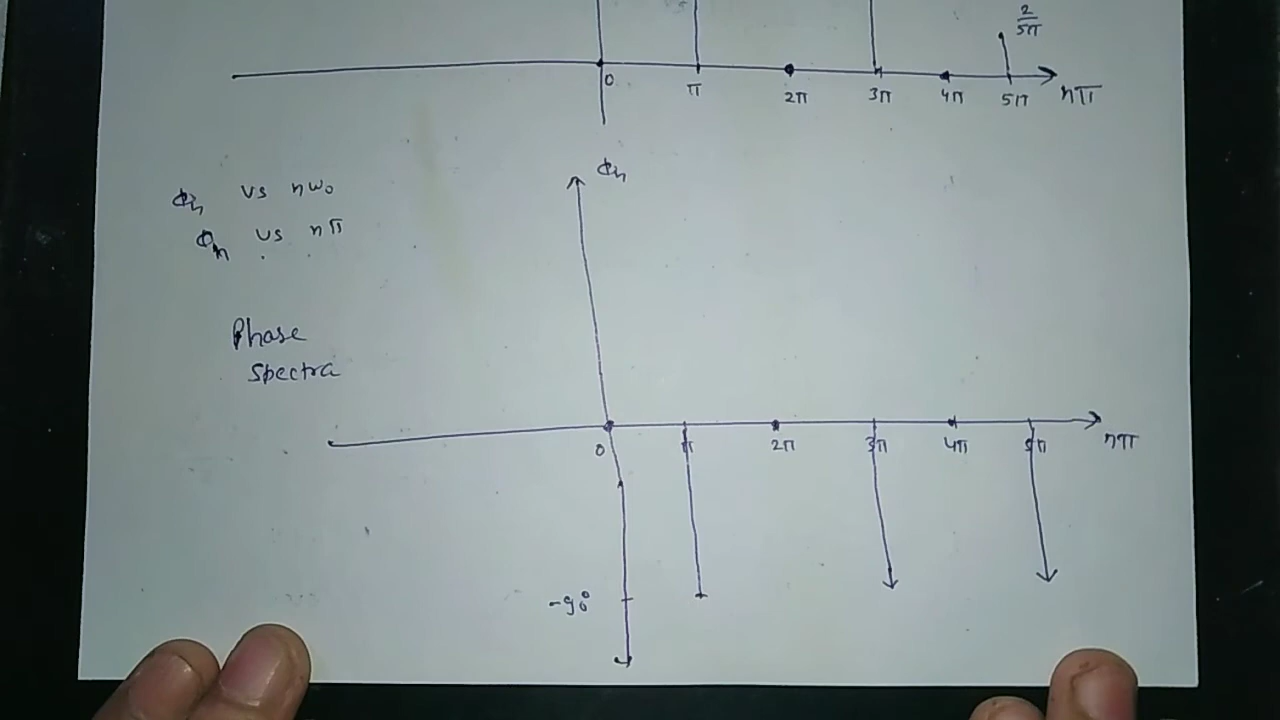 2/5π
0 π 2π 3π 4π 5π nπ
ϕn
ϕn vs nω₀
ϕn vs nπ
Phase
Spectra
0 π 2π 3π 4π 5π nπ
-90°